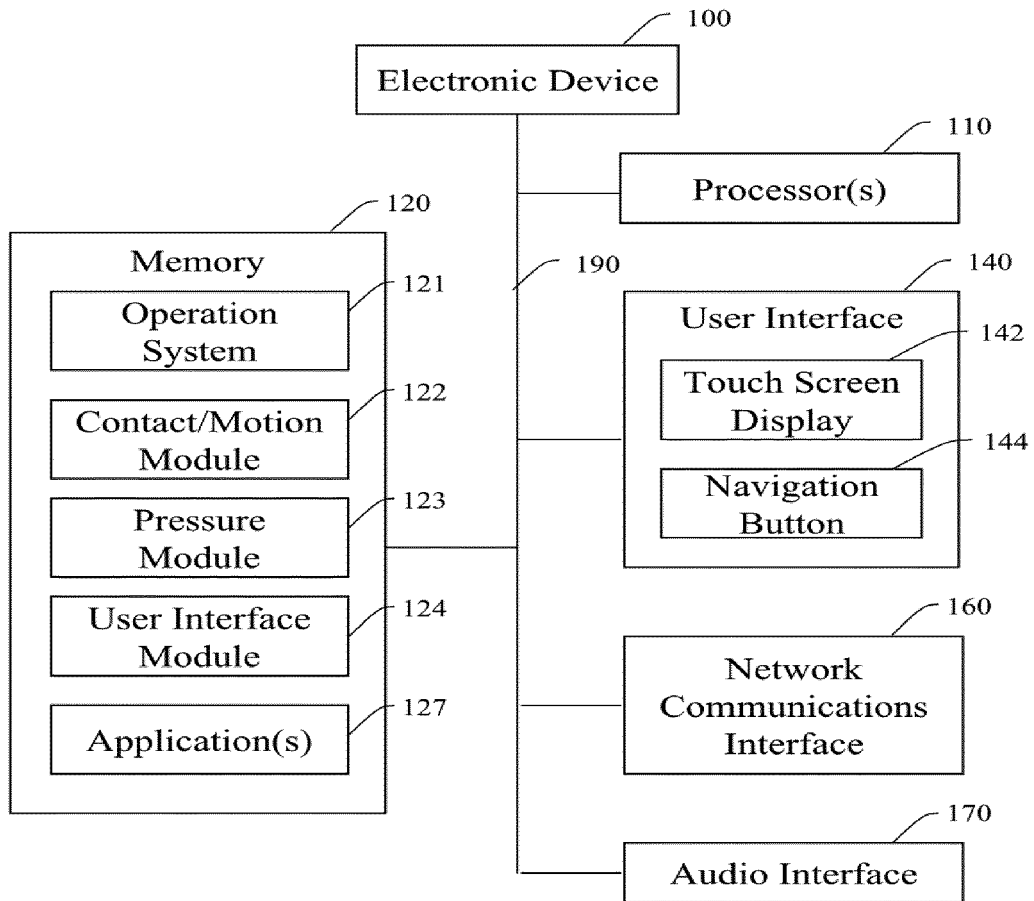 100
Electronic Device
110
Processor(s)
120
Memory
190
140
121
Operation
System
User Interface
142
Touch Screen
Display
122
Contact/Motion
Module
144
Navigation
Button
123
Pressure
Module
124
User Interface
Module
160
Network
Communications
Interface
127
Application(s)
170
Audio Interface